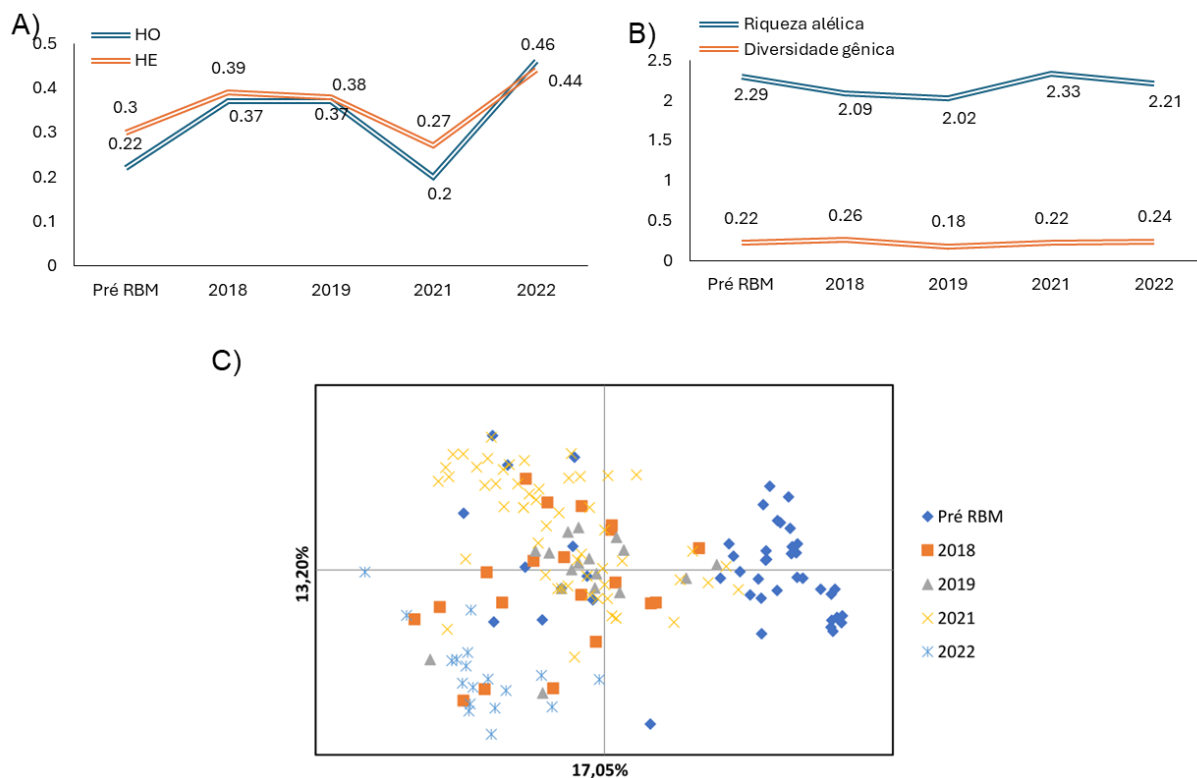 A)
HO
HE
0.5
0.4
0.3
0.2
0.1
0
0.3
0.22
0.39
0.37
0.38
0.37
0.27
0.2
0.46
0.44
Pré RBM 2018 2019 2021 2022
B)
Riqueza alélica
Diversidade gênica
2.5
2
1.5
1
0.5
0
2.29 2.09 2.02 2.33 2.21
0.22 0.26 0.18 0.22 0.24
Pré RBM 2018 2019 2021 2022
C)
13,20%
17,05%
Pré RBM
2018
2019
2021
2022